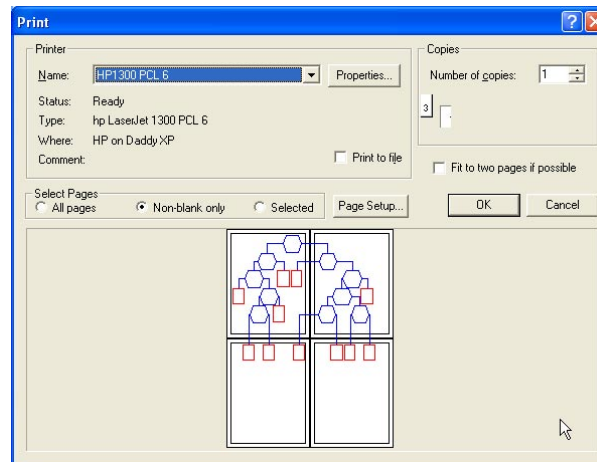 Print
Printer
Name: HP1300 PCL 6 Properties...
Status: Ready
Type: hp LaserJet 1300 PCL 6
Where: HP on Daddy XP
Comment: Print to file
Copies
Number of copies: 1
3
Fit to two pages if possible
Select Pages
All pages Non-blank only Selected Page Setup... OK Cancel